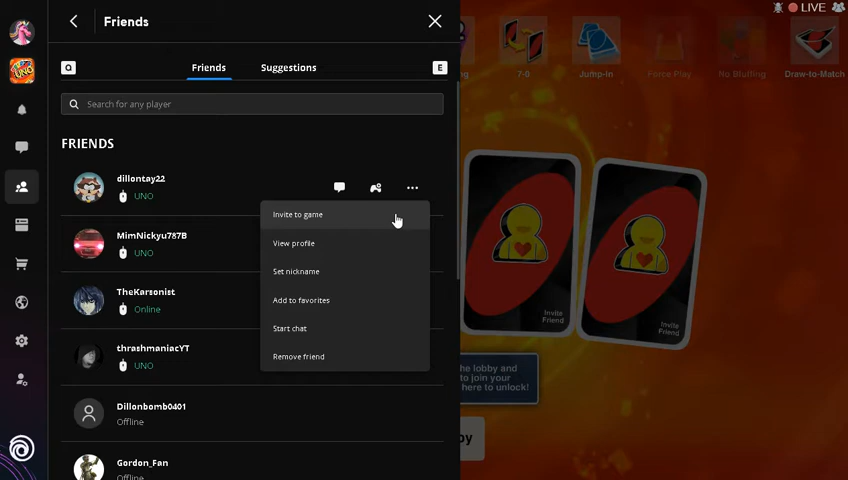 LIVE
Friends
Q
Friends
Suggestions
E
Search for any player
FRIENDS
dillontay22
UNO
Invite to game
View profile
Set nickname
Add to favorites
Start chat
Remove friend
MimNickyu787B
UNO
TheKarsonist
Online
thrashmaniacYT
UNO
Dillonbomb0401
Offline
Gordon_Fan
Offline
UNO
7-0
Jump-In
Force Play
No Bluffing
Draw-to-Match
Invite
Friend
Invite
Friend
he lobby and
to join your
here to unlock!